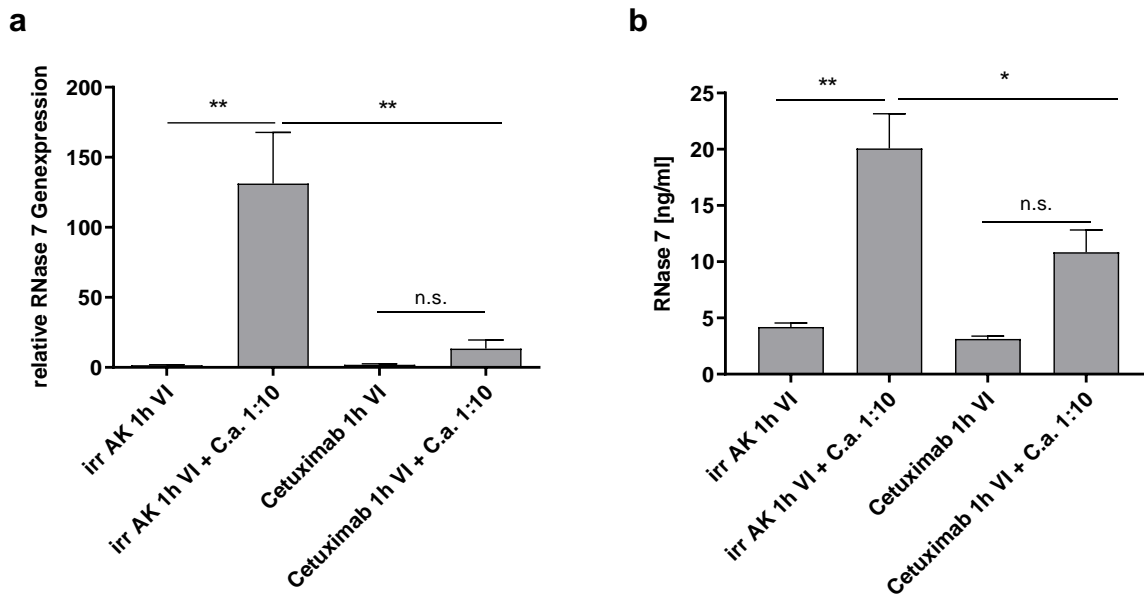 a
relative RNase 7 Genexpression
200
150
100
50
0
**
**
n.s.
irr AK 1h VI
irr AK 1h VI + C.a. 1:10
Cetuximab 1h VI
Cetuximab 1h VI + C.a. 1:10
b
RNase 7 [ng/ml]
25
20
15
10
5
0
**
*
n.s.
irr AK 1h VI
irr AK 1h VI + C.a. 1:10
Cetuximab 1h VI
Cetuximab 1h VI + C.a. 1:10